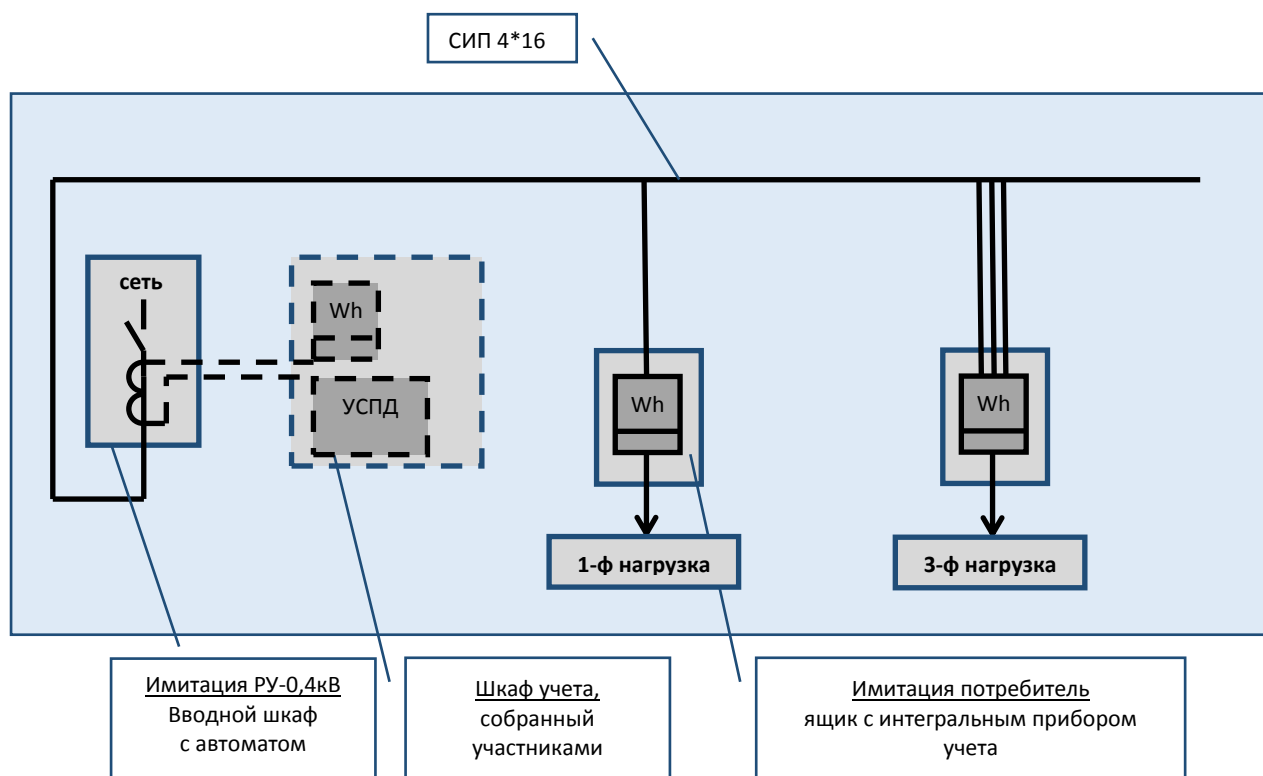 СИП 4*16
сеть
Wh
УСПД
Wh
Wh
1-ф нагрузка
3-ф нагрузка
Имитация РУ-0,4кВ
Вводной шкаф
с автоматом
Шкаф учета,
собранный
участниками
Имитация потребитель
ящик с интегральным прибором
учета